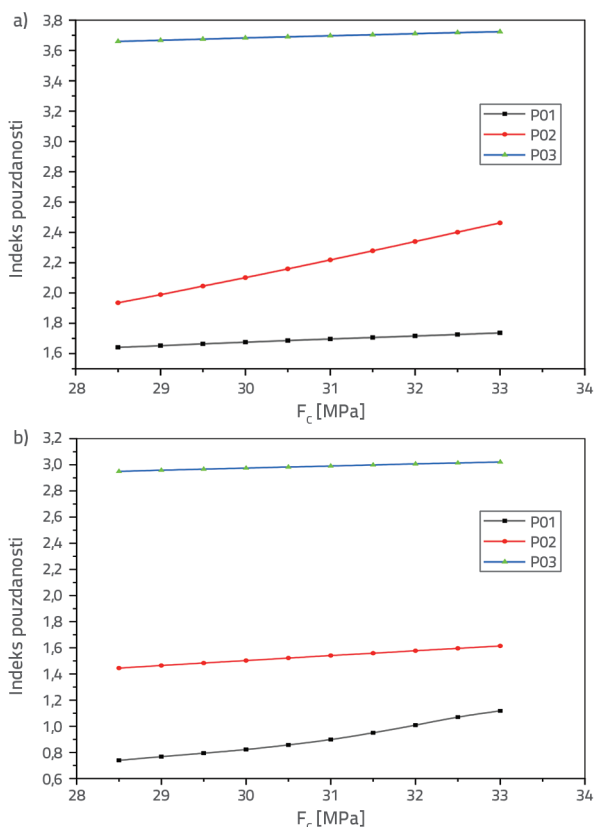 a)
3,8
3,6
3,4
3,2
3,0
2,8
2,6
2,4
2,2
2,0
1,8
1,6
Indeks pouzdanosti
P01
P02
P03
28 29 30 31 32 33 34
Fc [MPa]
b)
3,2
3,0
2,8
2,6
2,4
2,2
2,0
1,8
1,6
1,4
1,2
1,0
0,8
0,6
Indeks pouzdanosti
P01
P02
P03
28 29 30 31 32 33 34
Fc [MPa]